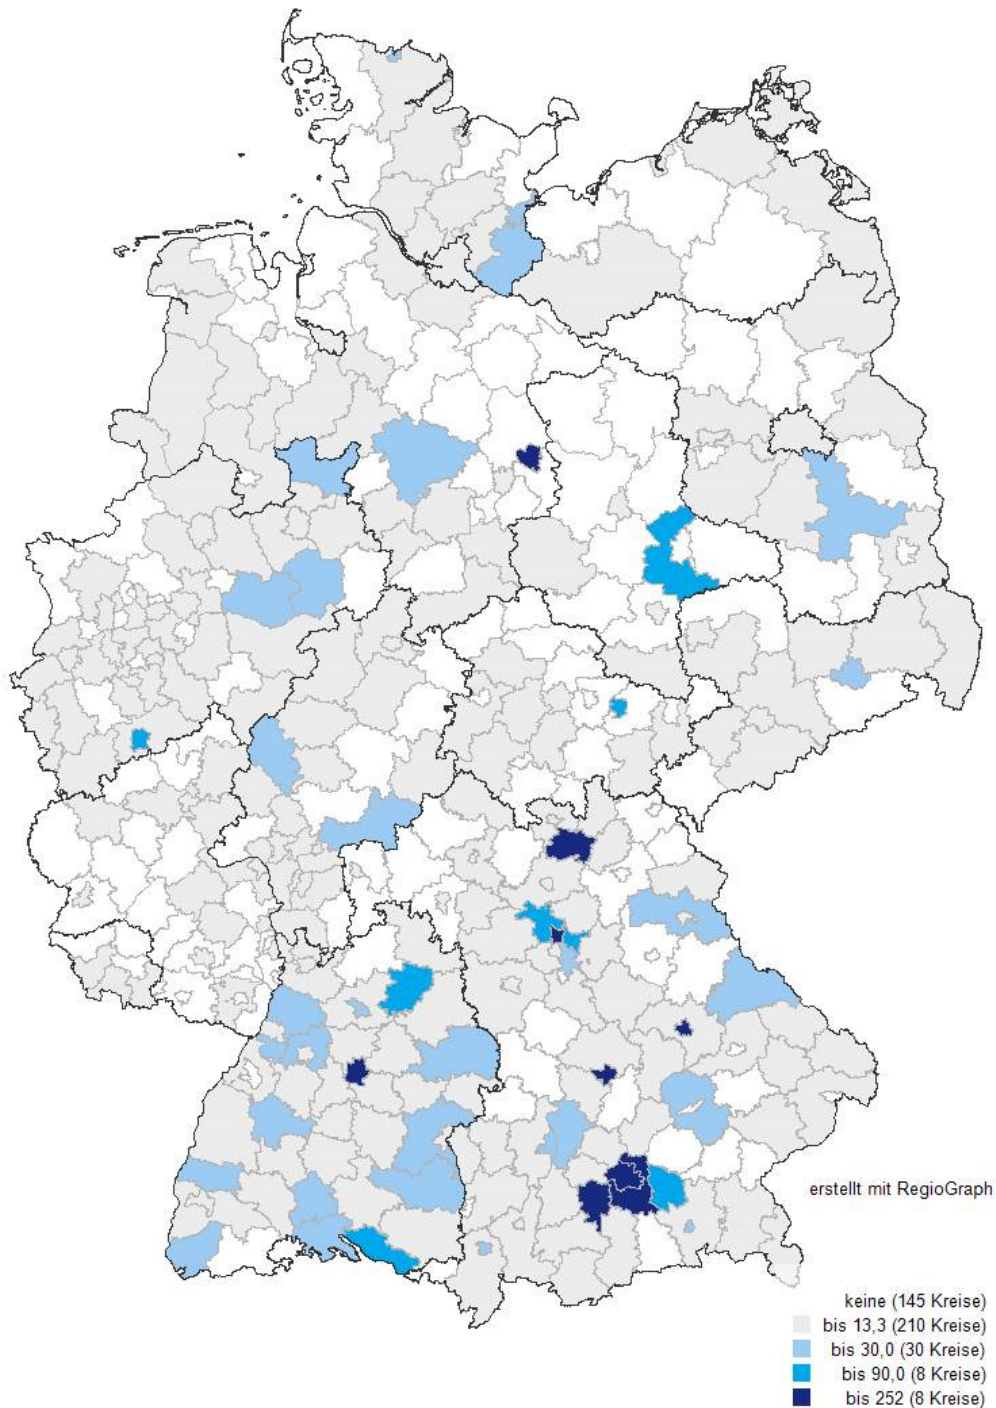 erstellt mit RegioGraph
keine (145 Kreise)
bis 13,3 (210 Kreise)
bis 30,0 (30 Kreise)
bis 90,0 (8 Kreise)
bis 252 (8 Kreise)